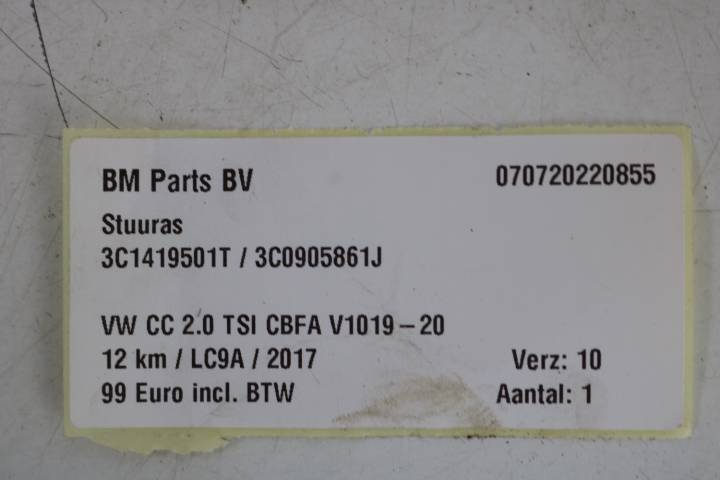 BM Parts BV 070720220855
Stuuras
3C1419501T / 3C0905861J
VW CC 2.0 TSI CBFA V1019-20
12 km / LC9A / 2017 Verz: 10
99 Euro incl. BTW Aantal: 1